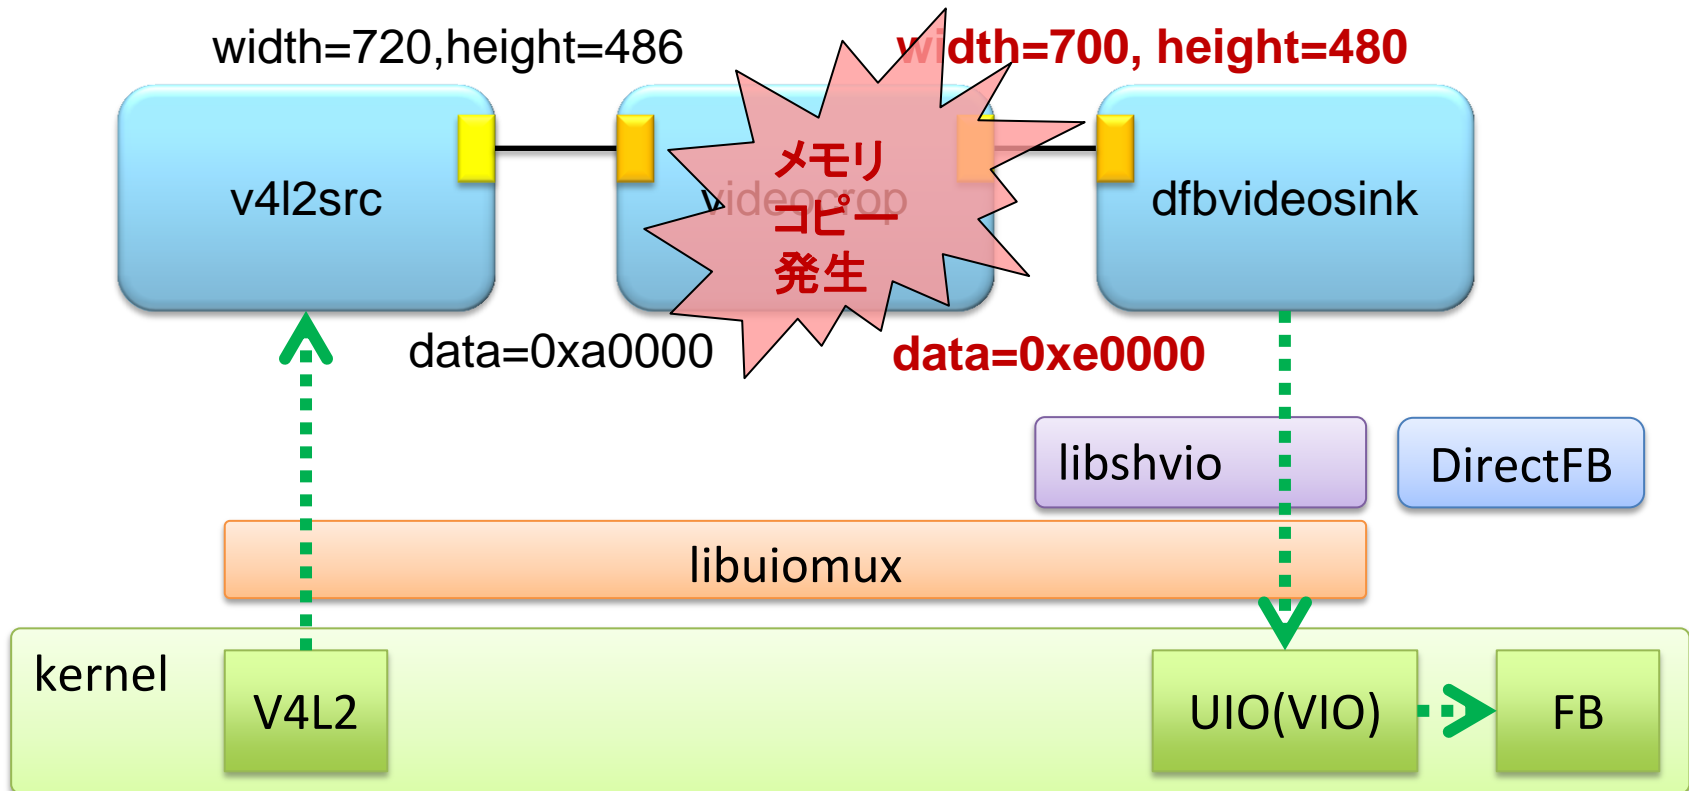 width=720,height=486
width=700, height=480
v4l2src
videocrop
dfbvideosink
メモリ
コピー
発生
data=0xa0000
data=0xe0000
libshvio
DirectFB
libuiomux
kernel
V4L2
UIO(VIO)
FB